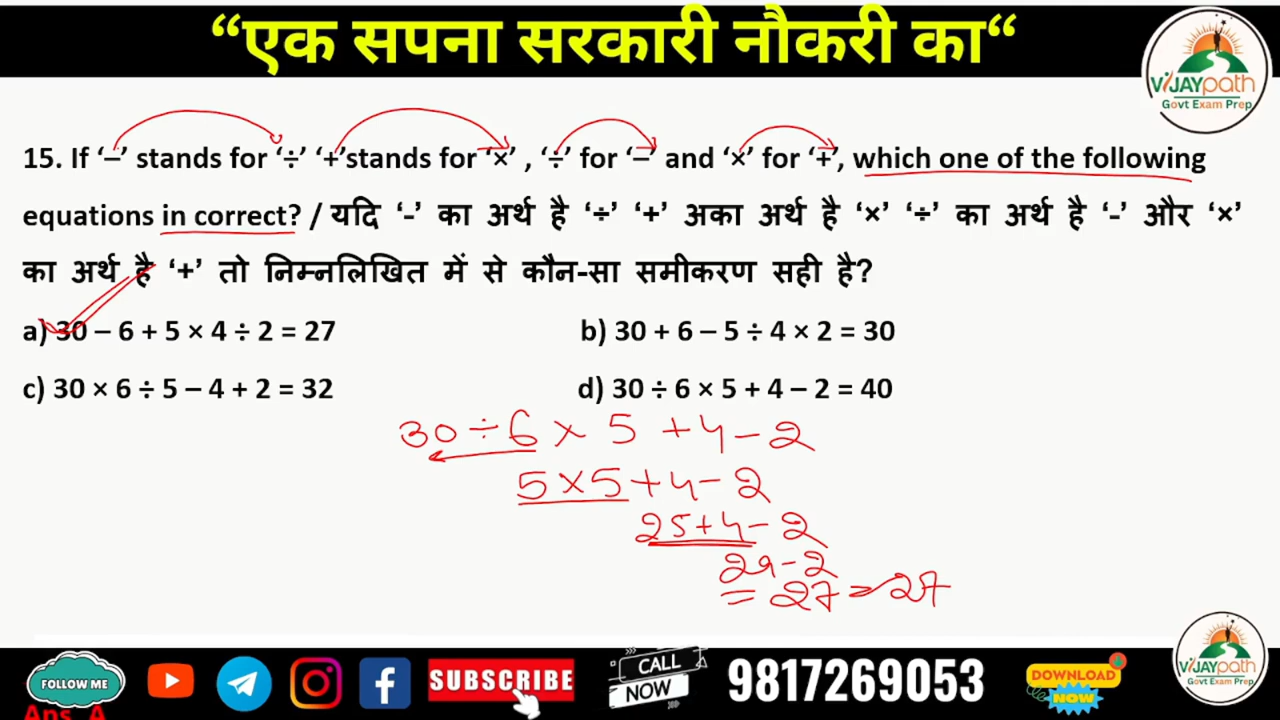 “एक सपना सरकारी नौकरी का“
ViJAYpath
Govt Exam Prep
15. If ‘–’ stands for ‘÷’ ‘+’stands for ‘×’ , ‘÷’ for ‘–’ and ‘×’ for ‘+’, which one of the following
equations in correct? / यदि ‘-’ का अर्थ है ‘÷’ ‘+’ अका अर्थ है ‘×’ ‘÷’ का अर्थ है ‘-’ और ‘×’
का अर्थ है ‘+’ तो निम्नलिखित में से कौन-सा समीकरण सही है?
a) 30 – 6 + 5 × 4 ÷ 2 = 27
b) 30 + 6 – 5 ÷ 4 × 2 = 30
c) 30 × 6 ÷ 5 – 4 + 2 = 32
d) 30 ÷ 6 × 5 + 4 – 2 = 40
30 ÷ 6 × 5 + 4 – 2
5 × 5 + 4 – 2
25 + 4 – 2
29 – 2
= 27 = 27
ViJAYpath
Govt Exam Prep
FOLLOW ME
SUBSCRIBE
CALL
NOW
9817269053
DOWNLOAD
NOW
Ans. A